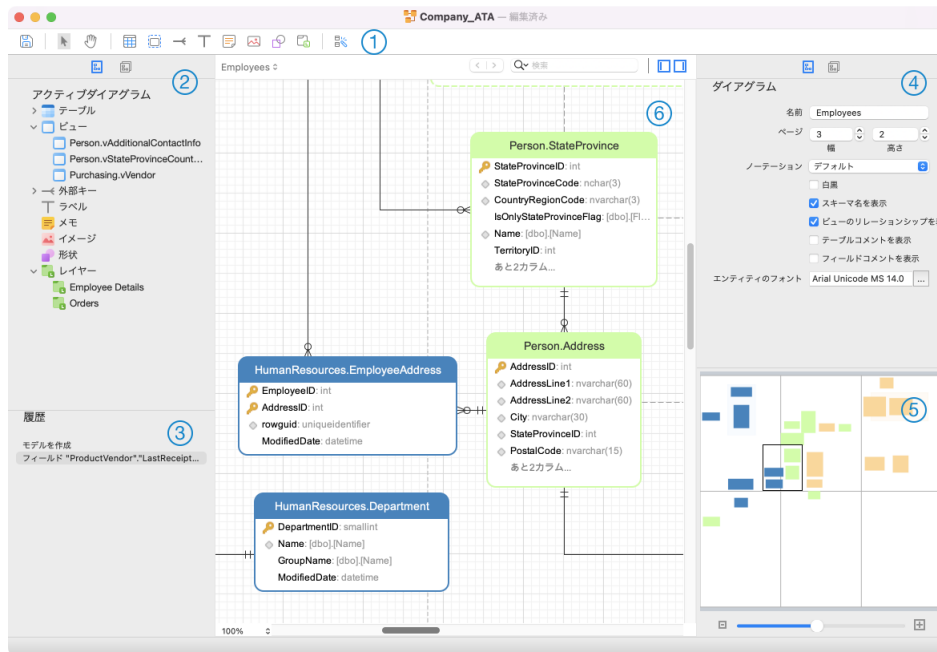 Company_ATA — 編集済み
①
Employees
検索
②
アクティブダイアグラム
テーブル
ビュー
Person.vAdditionalContactInfo
Person.vStateProvinceCount...
Purchasing.vVendor
外部キー
ラベル
メモ
イメージ
形状
レイヤー
Employee Details
Orders
履歴
③
モデルを作成
フィールド "ProductVendor"."LastReceipt...
⑥
Person.StateProvince
StateProvinceID: int
StateProvinceCode: nchar(3)
CountryRegionCode: nvarchar(3)
IsOnlyStateProvinceFlag: [dbo].[Fl...
Name: [dbo].[Name]
TerritoryID: int
あと2カラム...
Person.Address
AddressID: int
AddressLine1: nvarchar(60)
AddressLine2: nvarchar(60)
City: nvarchar(30)
StateProvinceID: int
PostalCode: nvarchar(15)
あと2カラム...
HumanResources.EmployeeAddress
EmployeeID: int
AddressID: int
rowguid: uniqueidentifier
ModifiedDate: datetime
HumanResources.Department
DepartmentID: smallint
Name: [dbo].[Name]
GroupName: [dbo].[Name]
ModifiedDate: datetime
100%
④
ダイアグラム
名前 Employees
ページ 3 2
幅 高さ
ノーテーション デフォルト
白黒
スキーマ名を表示
ビューのリレーションシップを
テーブルコメントを表示
フィールドコメントを表示
エンティティのフォント Arial Unicode MS 14.0 ...
⑤